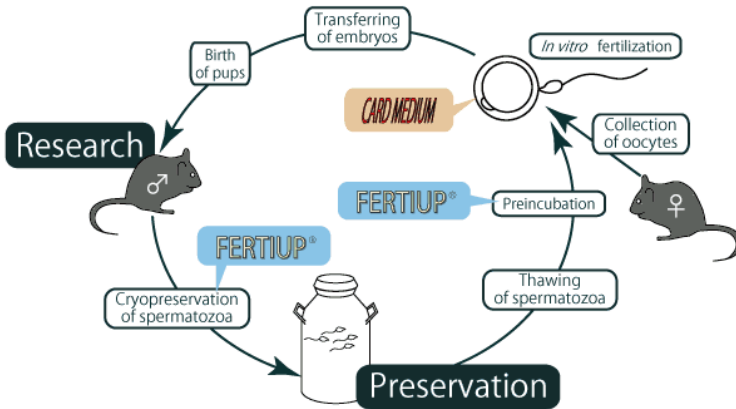 Transferring
of embryos
In vitro fertilization
Birth
of pups
CARD MEDIUM
Collection
of oocytes
Research
♂
FERTIUP®
Preincubation
♀
FERTIUP®
Thawing
of spermatozoa
Cryopreservation
of spermatozoa
Preservation